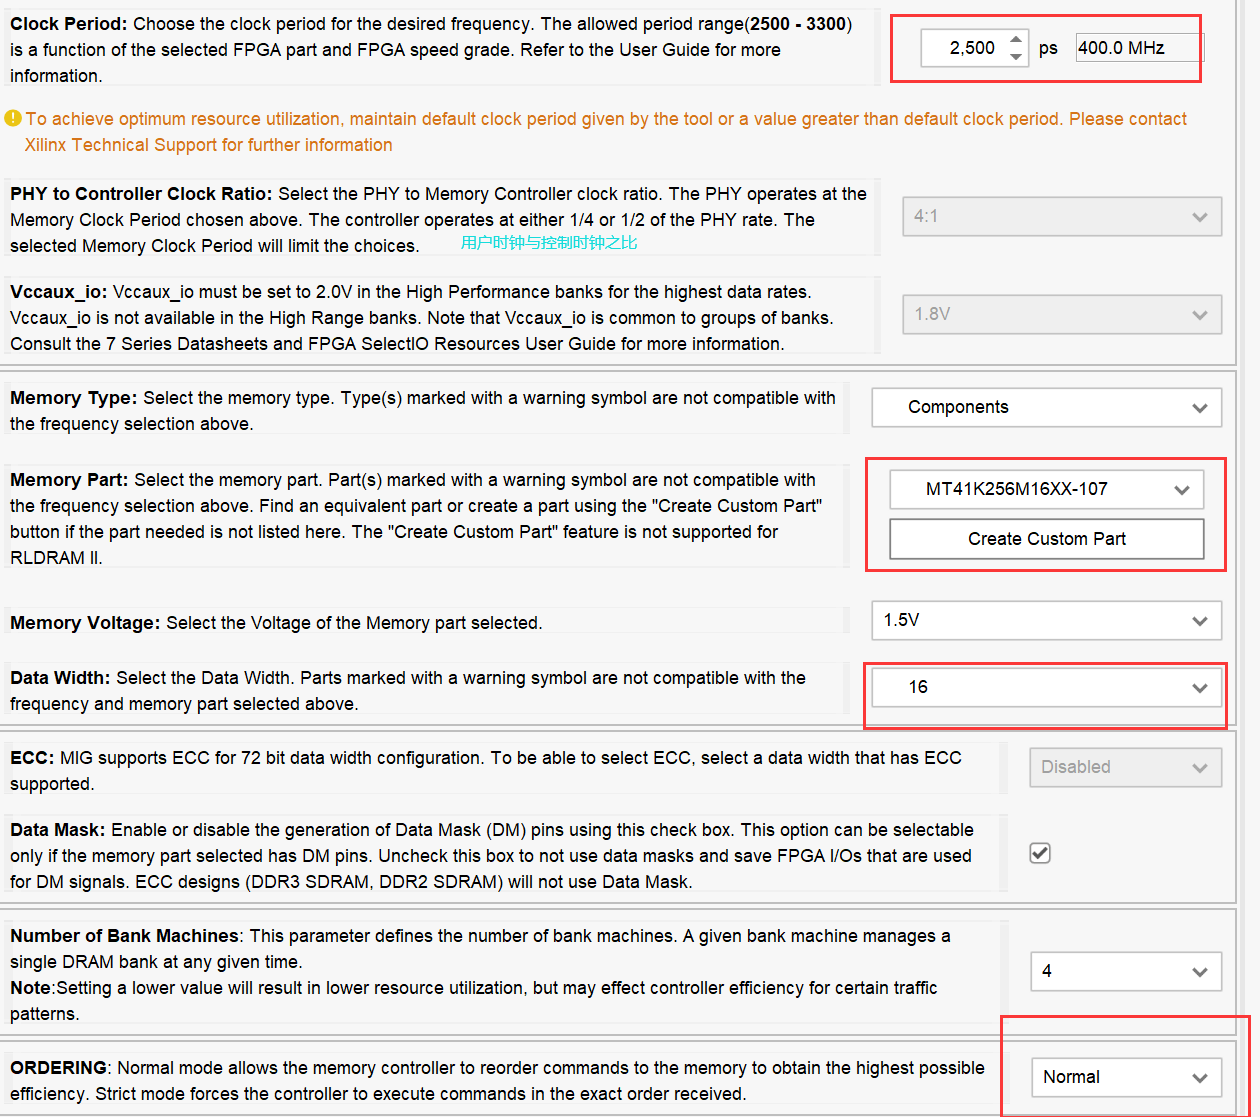 Clock Period: Choose the clock period for the desired frequency. The allowed period range(2500 - 3300)
is a function of the selected FPGA part and FPGA speed grade. Refer to the User Guide for more
information.
2,500 ps 400.0 MHz
To achieve optimum resource utilization, maintain default clock period given by the tool or a value greater than default clock period. Please contact
Xilinx Technical Support for further information
PHY to Controller Clock Ratio: Select the PHY to Memory Controller clock ratio. The PHY operates at the
Memory Clock Period chosen above. The controller operates at either 1/4 or 1/2 of the PHY rate. The
selected Memory Clock Period will limit the choices. 用户时钟与控制时钟之比
4:1
Vccaux_io: Vccaux_io must be set to 2.0V in the High Performance banks for the highest data rates.
Vccaux_io is not available in the High Range banks. Note that Vccaux_io is common to groups of banks.
Consult the 7 Series Datasheets and FPGA SelectIO Resources User Guide for more information.
1.8V
Memory Type: Select the memory type. Type(s) marked with a warning symbol are not compatible with
the frequency selection above.
Components
Memory Part: Select the memory part. Part(s) marked with a warning symbol are not compatible with
the frequency selection above. Find an equivalent part or create a part using the "Create Custom Part"
button if the part needed is not listed here. The "Create Custom Part" feature is not supported for
RLDRAM II.
MT41K256M16XX-107
Create Custom Part
Memory Voltage: Select the Voltage of the Memory part selected.
1.5V
Data Width: Select the Data Width. Parts marked with a warning symbol are not compatible with the
frequency and memory part selected above.
16
ECC: MIG supports ECC for 72 bit data width configuration. To be able to select ECC, select a data width that has ECC
supported.
Disabled
Data Mask: Enable or disable the generation of Data Mask (DM) pins using this check box. This option can be selectable
only if the memory part selected has DM pins. Uncheck this box to not use data masks and save FPGA I/Os that are used
for DM signals. ECC designs (DDR3 SDRAM, DDR2 SDRAM) will not use Data Mask.
Number of Bank Machines: This parameter defines the number of bank machines. A given bank machine manages a
single DRAM bank at any given time.
Note:Setting a lower value will result in lower resource utilization, but may effect controller efficiency for certain traffic
patterns.
4
ORDERING: Normal mode allows the memory controller to reorder commands to the memory to obtain the highest possible
efficiency. Strict mode forces the controller to execute commands in the exact order received.
Normal